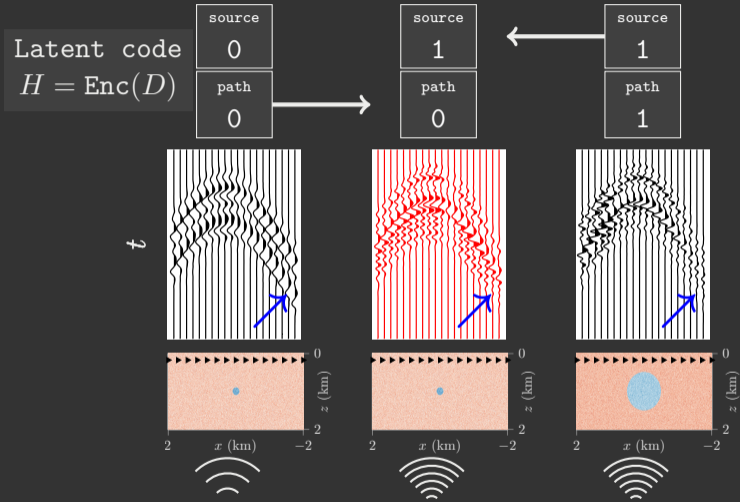 source
0
source
1
source
1
Latent code
H = Enc(D)
path
0
path
0
path
1
t
0
z (km)
2
2
x (km)
−2
0
z (km)
2
2
x (km)
−2
0
z (km)
2
2
x (km)
−2